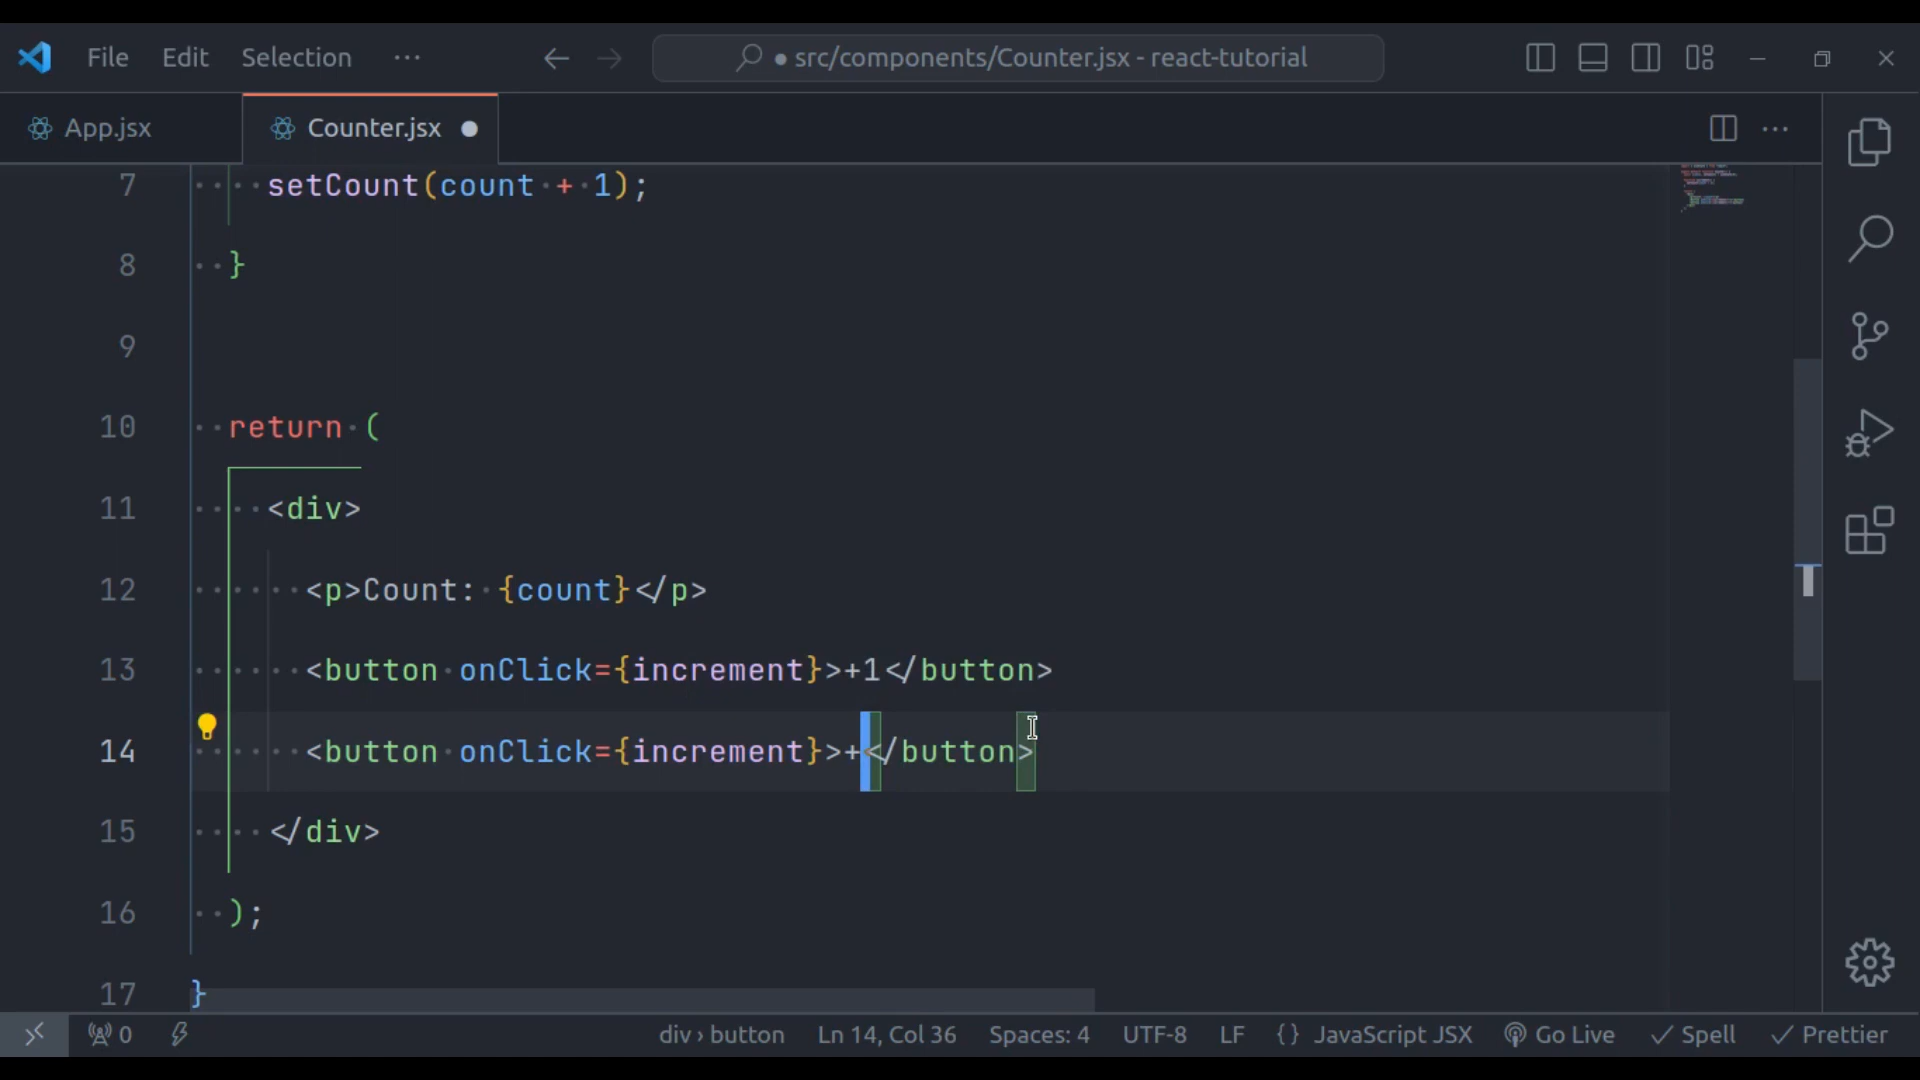 File Edit Selection ···
● src/components/Counter.jsx - react-tutorial
App.jsx Counter.jsx ●
7 setCount(count + 1);
8 }
9
10 return (
11 <div>
12 <p>Count: {count}</p>
13 <button onClick={increment}>+1</button>
14 <button onClick={increment}>+</button>
15 </div>
16 );
17 }
0 div › button Ln 14, Col 36 Spaces: 4 UTF-8 LF {} JavaScript JSX Go Live ✓ Spell ✓ Prettier